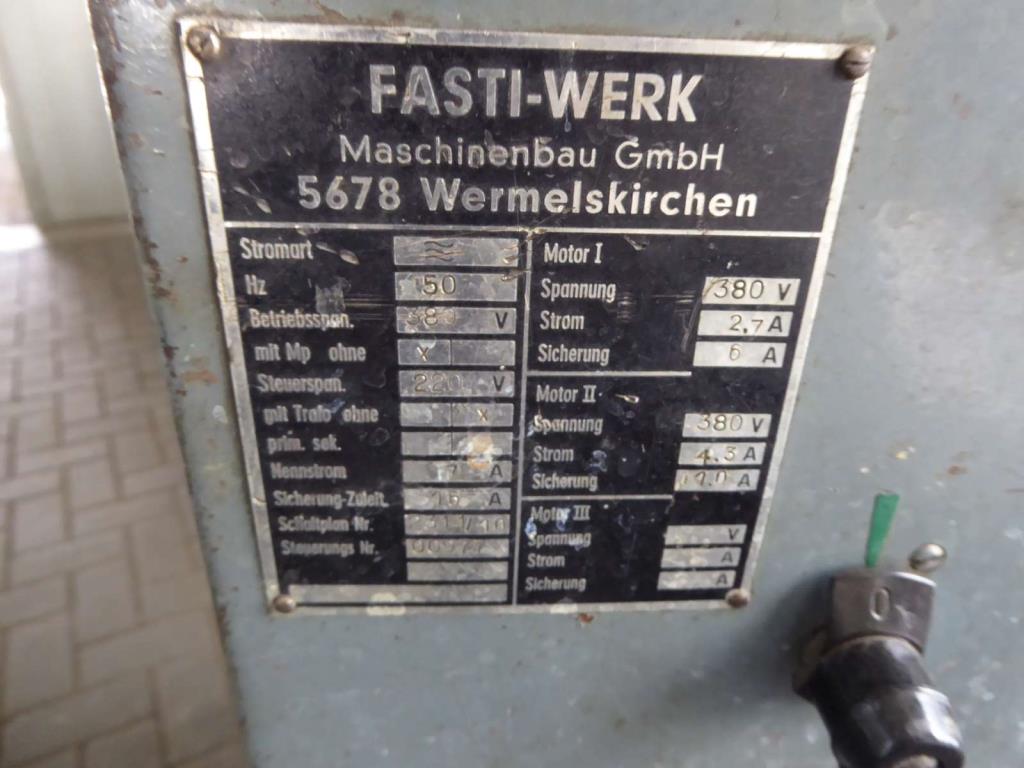 FASTI-WERK
Maschinenbau GmbH
5678 Wermelskirchen
Stromart ≋
Hz 50
Betriebsspan. 380 V
mit Mp ohne x
Steuerspan. 220 V
mit Trafo ohne x
prim. sek.
Nennstrom 7 A
Sicherung-Zuleit. A
Schaltplan Nr.
Steuerungs Nr.
Motor I
Spannung 380 V
Strom 2,7 A
Sicherung 6 A
Motor II
Spannung 380 V
Strom 4.3 A
Sicherung A
Motor III
Spannung V
Strom A
Sicherung A
0